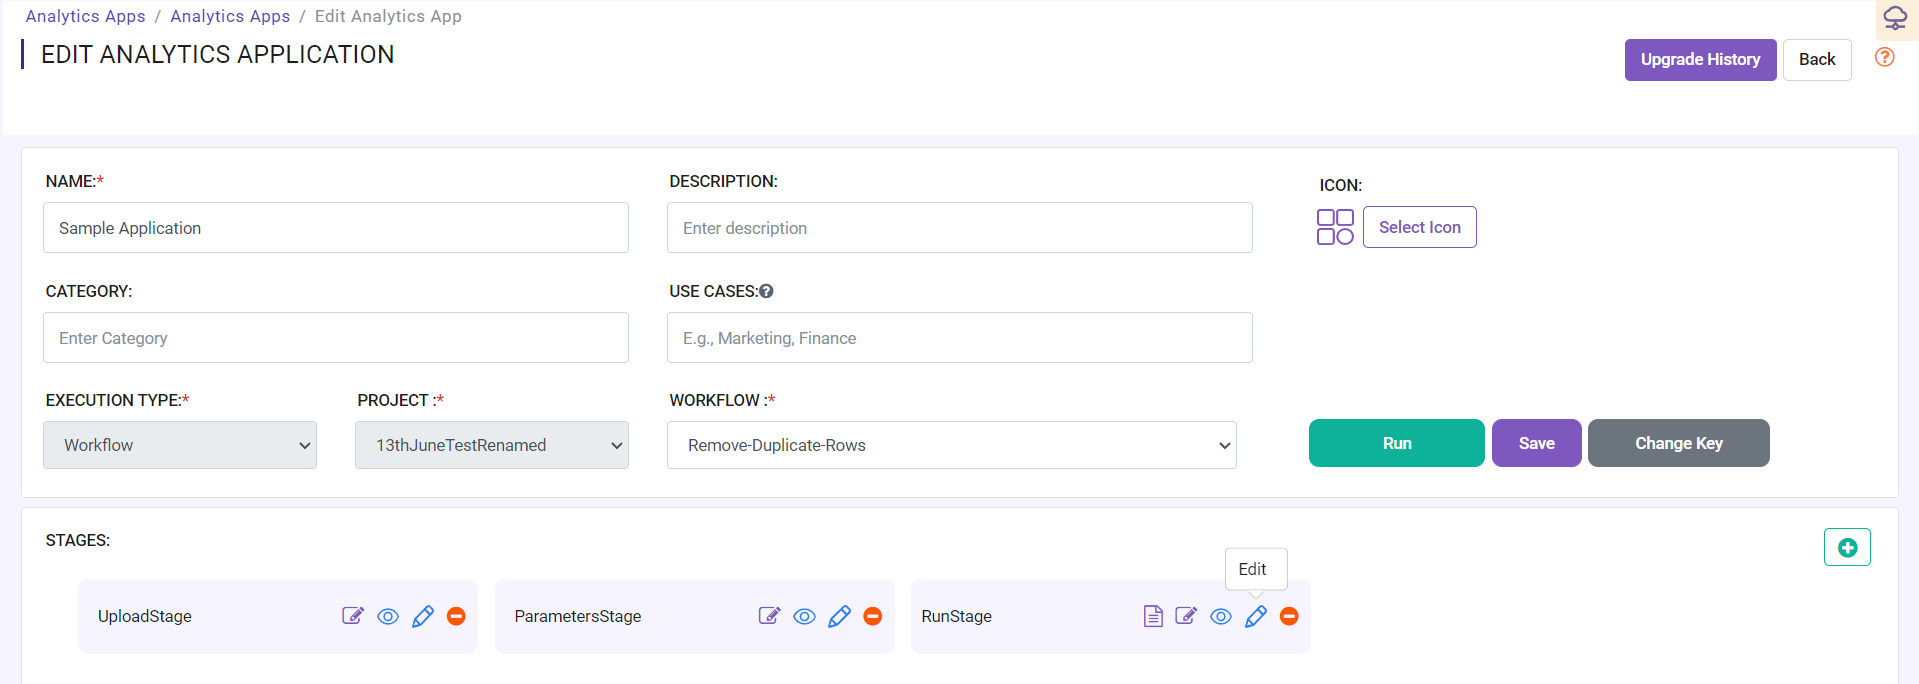 Analytics Apps / Analytics Apps / Edit Analytics App
EDIT ANALYTICS APPLICATION
Upgrade History
Back
NAME:*
DESCRIPTION:
ICON:
Sample Application
Enter description
Select Icon
CATEGORY:
USE CASES:
Enter Category
E.g., Marketing, Finance
EXECUTION TYPE:*
PROJECT :*
WORKFLOW :*
Workflow
13thJuneTestRenamed
Remove-Duplicate-Rows
Run
Save
Change Key
STAGES:
Edit
UploadStage
ParametersStage
RunStage